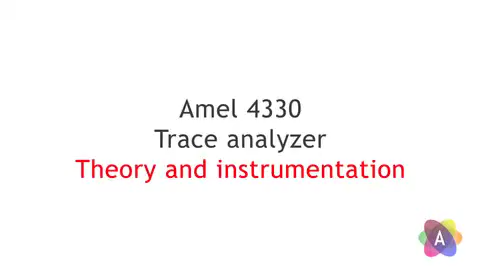 Amel 4330
Trace analyzer
Theory and instrumentation
A